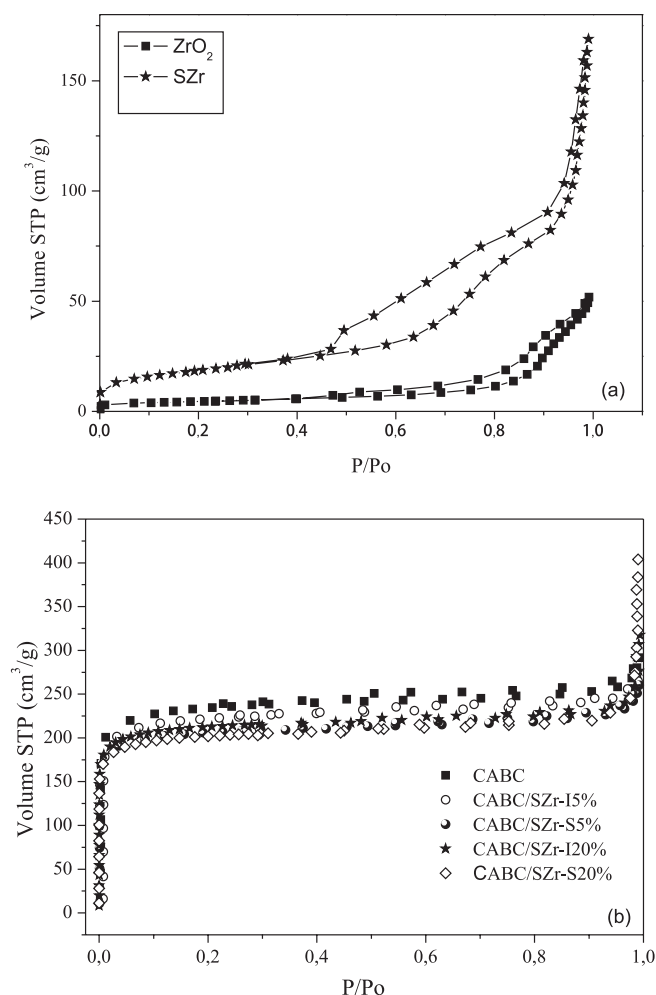 ZrO₂
SZr
150
100
50
0
0,0 0,2 0,4 0,6 0,8 1,0
(a)
Volume STP (cm³/g)
P/Po
450
400
350
300
250
200
150
100
50
0
CABC
CABC/SZr-I5%
CABC/SZr-S5%
CABC/SZr-I20%
CABC/SZr-S20%
(b)
0,0 0,2 0,4 0,6 0,8 1,0
Volume STP (cm³/g)
P/Po